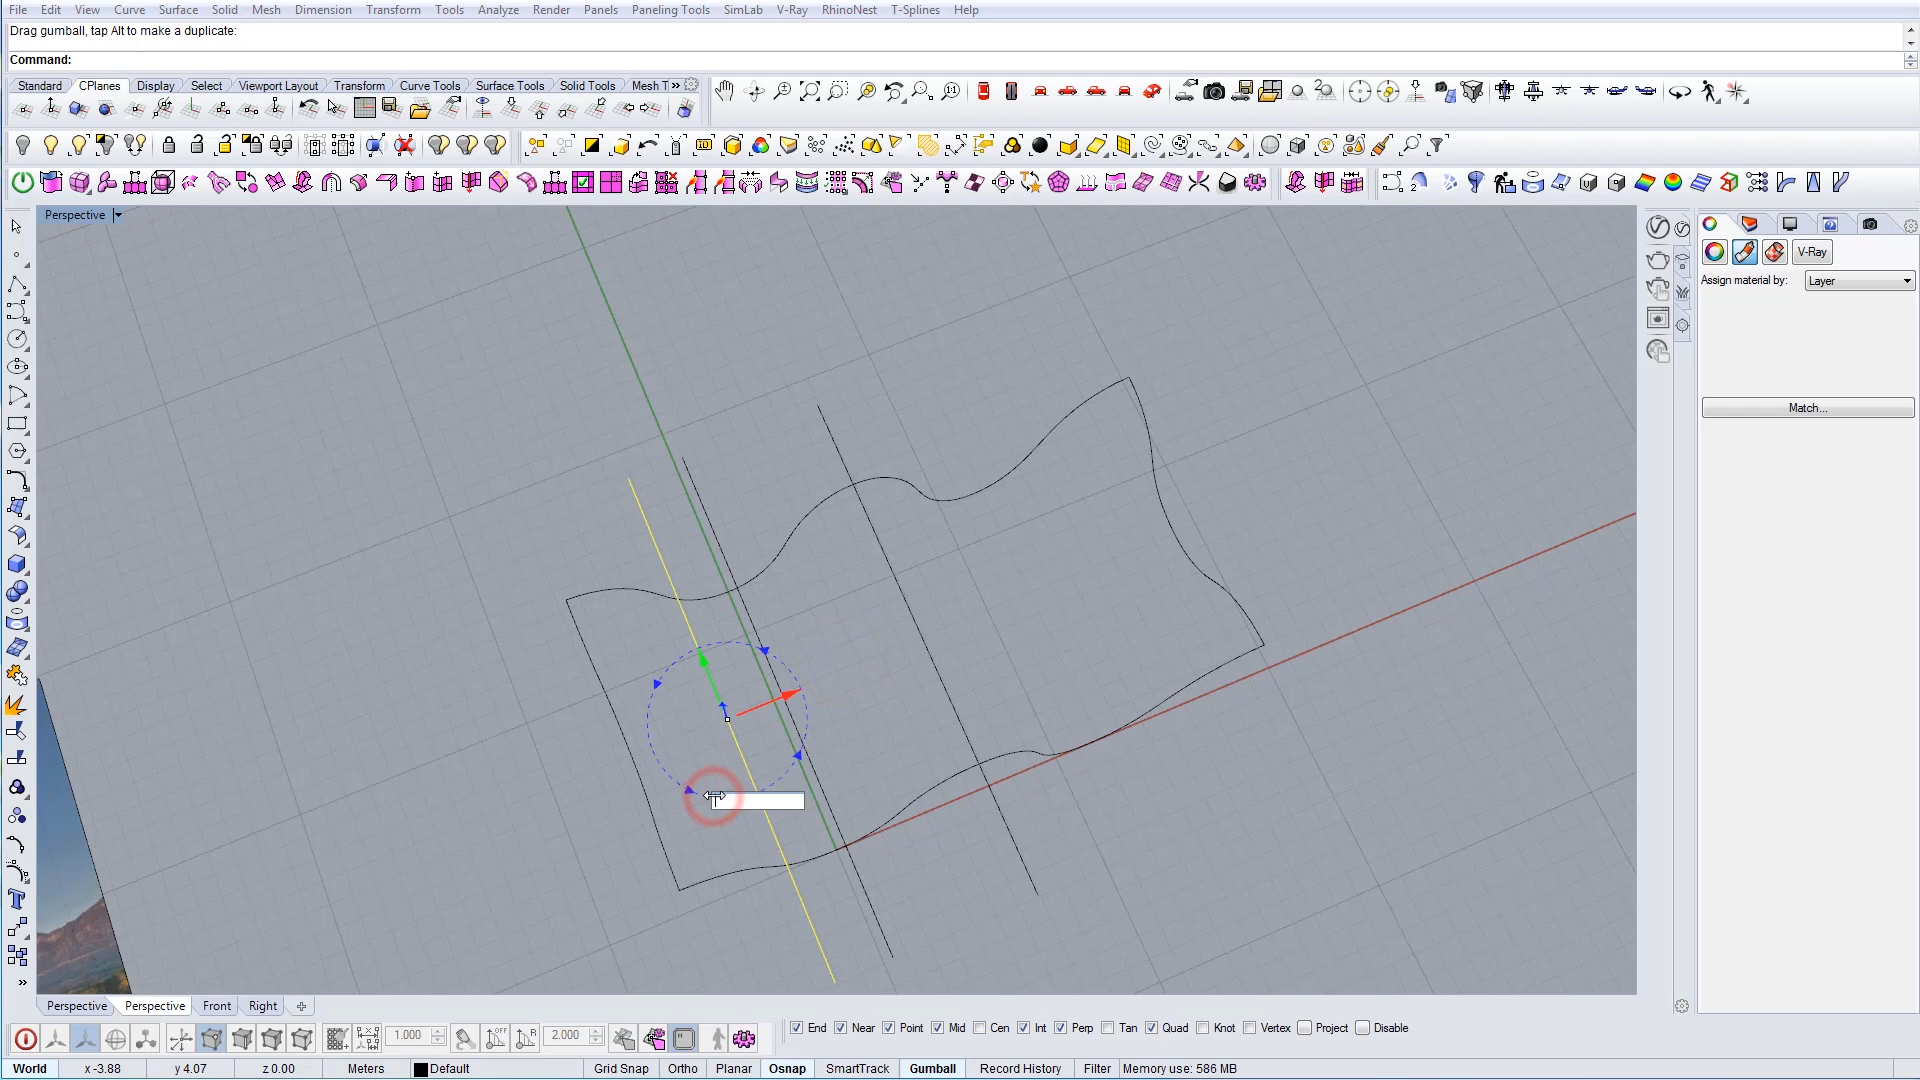 File Edit View Curve Surface Solid Mesh Dimension Transform Tools Analyze Render Panels Paneling Tools SimLab V-Ray RhinoNest T-Splines Help
Drag gumball, tap Alt to make a duplicate:
Command:
Standard CPlanes Display Select Viewport Layout Transform Curve Tools Surface Tools Solid Tools Mesh T »
Perspective
V-Ray
Assign material by: Layer
Match...
Perspective Perspective Front Right
1.000 2.000 End Near Point Mid Cen Int Perp Tan Quad Knot Vertex Project Disable
World x -3.88 y 4.07 z 0.00 Meters Default Grid Snap Ortho Planar Osnap SmartTrack Gumball Record History Filter Memory use: 586 MB